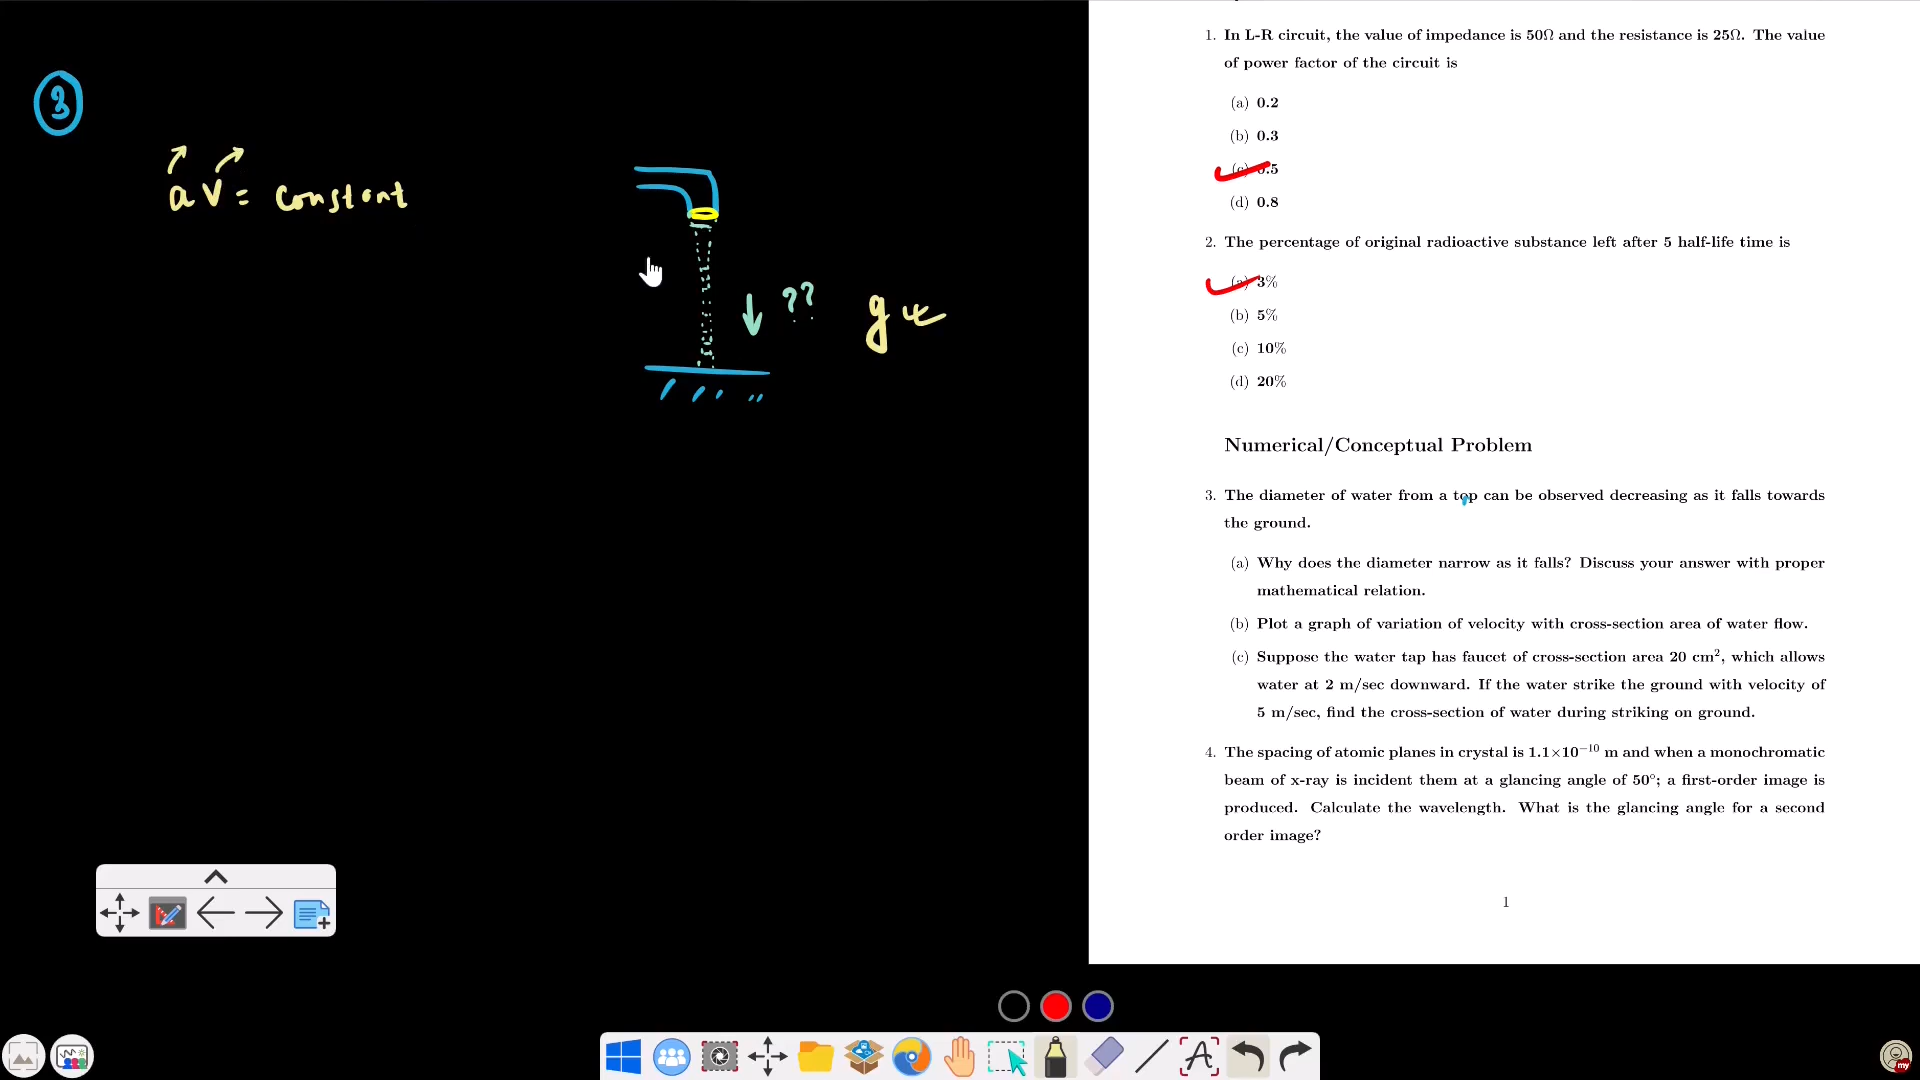 3
a v = constant
??
g
1. In L-R circuit, the value of impedance is 50Ω and the resistance is 25Ω. The value
of power factor of the circuit is
(a) 0.2
(b) 0.3
(c) 0.5
(d) 0.8
2. The percentage of original radioactive substance left after 5 half-life time is
(a) 3%
(b) 5%
(c) 10%
(d) 20%
Numerical/Conceptual Problem
3. The diameter of water from a top can be observed decreasing as it falls towards
the ground.
(a) Why does the diameter narrow as it falls? Discuss your answer with proper
mathematical relation.
(b) Plot a graph of variation of velocity with cross-section area of water flow.
(c) Suppose the water tap has faucet of cross-section area 20 cm², which allows
water at 2 m/sec downward. If the water strike the ground with velocity of
5 m/sec, find the cross-section of water during striking on ground.
4. The spacing of atomic planes in crystal is 1.1×10⁻¹⁰ m and when a monochromatic
beam of x-ray is incident them at a glancing angle of 50°; a first-order image is
produced. Calculate the wavelength. What is the glancing angle for a second
order image?
1